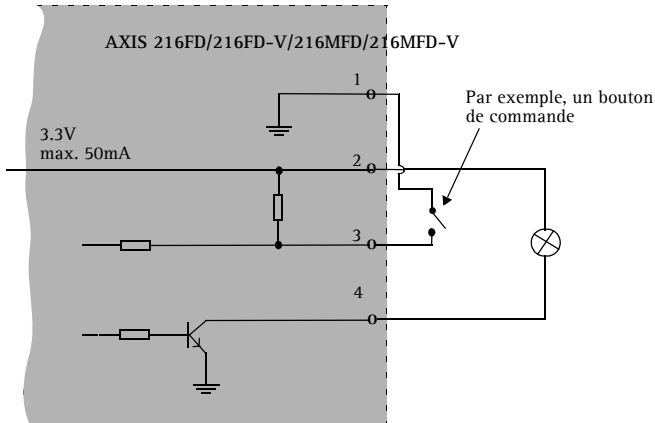 AXIS 216FD/216FD-V/216MFD/216MFD-V
1
Par exemple, un bouton
de commande
3.3V
max. 50mA
2
3
4